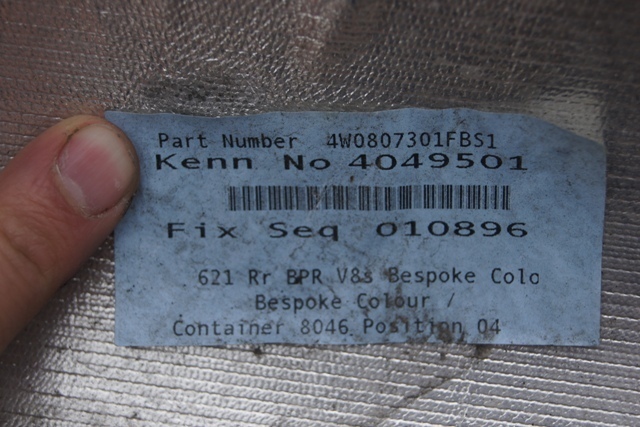 Part Number 4W0807301FBS1
Kenn No 4049501
Fix Seq 010896
621 Rr BPR V8s Bespoke Colo
Bespoke Colour /
Container 8046 Position 04